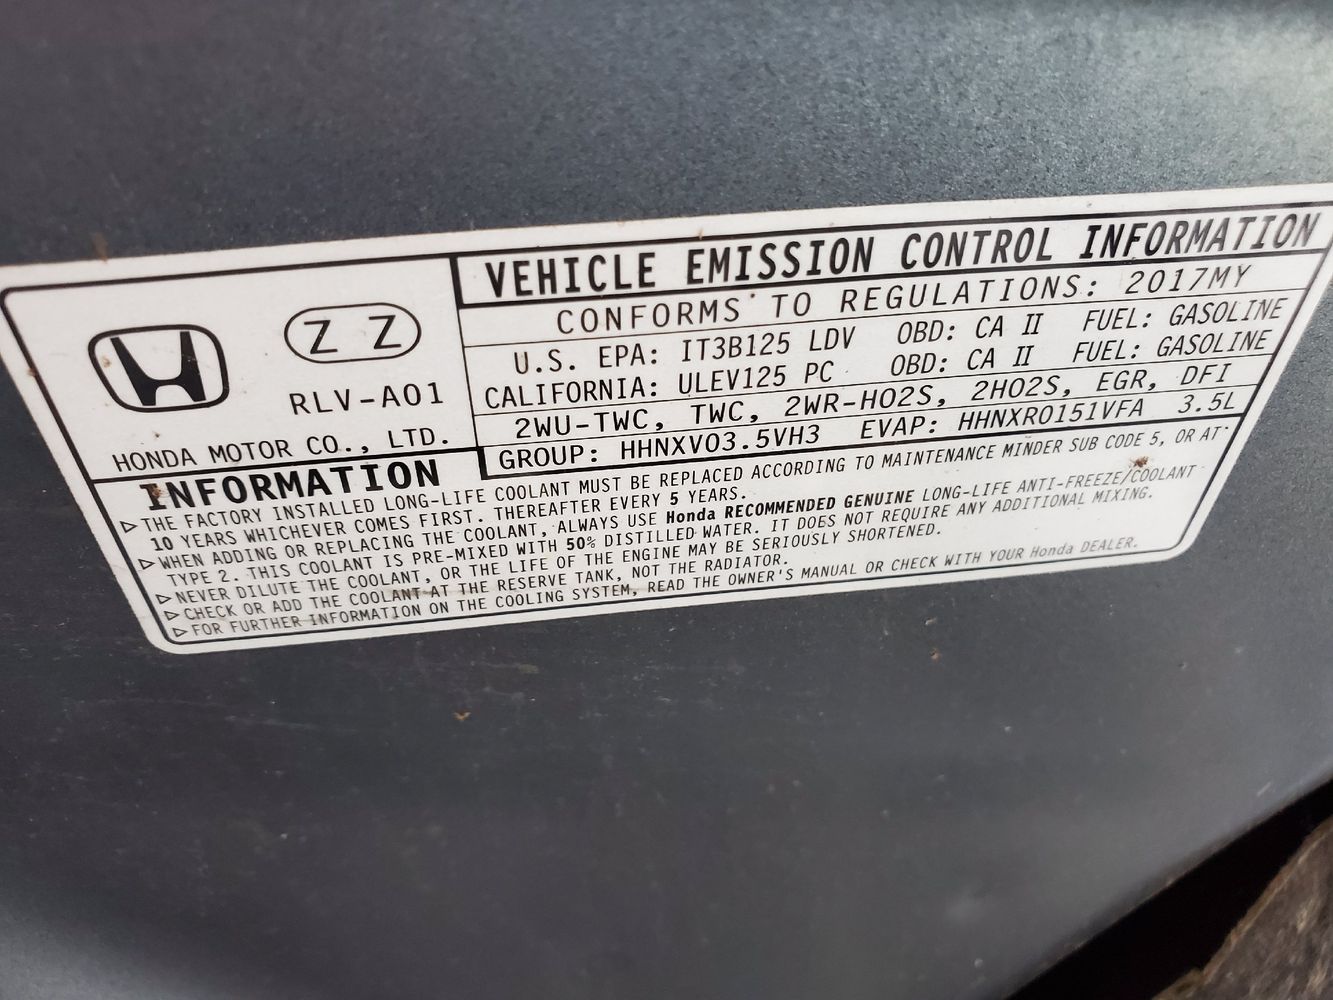 VEHICLE EMISSION CONTROL INFORMATION
CONFORMS TO REGULATIONS: 2017MY
U.S. EPA: IT3B125 LDV OBD: CA II FUEL: GASOLINE
CALIFORNIA: ULEV125 PC OBD: CA II FUEL: GASOLINE
2WU-TWC, TWC, 2WR-HO2S, 2HO2S, EGR, DFI
GROUP: HHNXV03.5VH3 EVAP: HHNXR0151VFA 3.5L
Z Z
RLV-A01
HONDA MOTOR CO., LTD.
INFORMATION
▷THE FACTORY INSTALLED LONG-LIFE COOLANT MUST BE REPLACED ACCORDING TO MAINTENANCE MINDER SUB CODE 5, OR AT
10 YEARS WHICHEVER COMES FIRST. THEREAFTER EVERY 5 YEARS.
▷WHEN ADDING OR REPLACING THE COOLANT, ALWAYS USE Honda RECOMMENDED GENUINE LONG-LIFE ANTI-FREEZE/COOLANT
TYPE 2. THIS COOLANT IS PRE-MIXED WITH 50% DISTILLED WATER. IT DOES NOT REQUIRE ANY ADDITIONAL MIXING.
▷NEVER DILUTE THE COOLANT, OR THE LIFE OF THE ENGINE MAY BE SERIOUSLY SHORTENED.
▷CHECK OR ADD THE COOLANT AT THE RESERVE TANK, NOT THE RADIATOR.
▷FOR FURTHER INFORMATION ON THE COOLING SYSTEM, READ THE OWNER'S MANUAL OR CHECK WITH YOUR Honda DEALER.